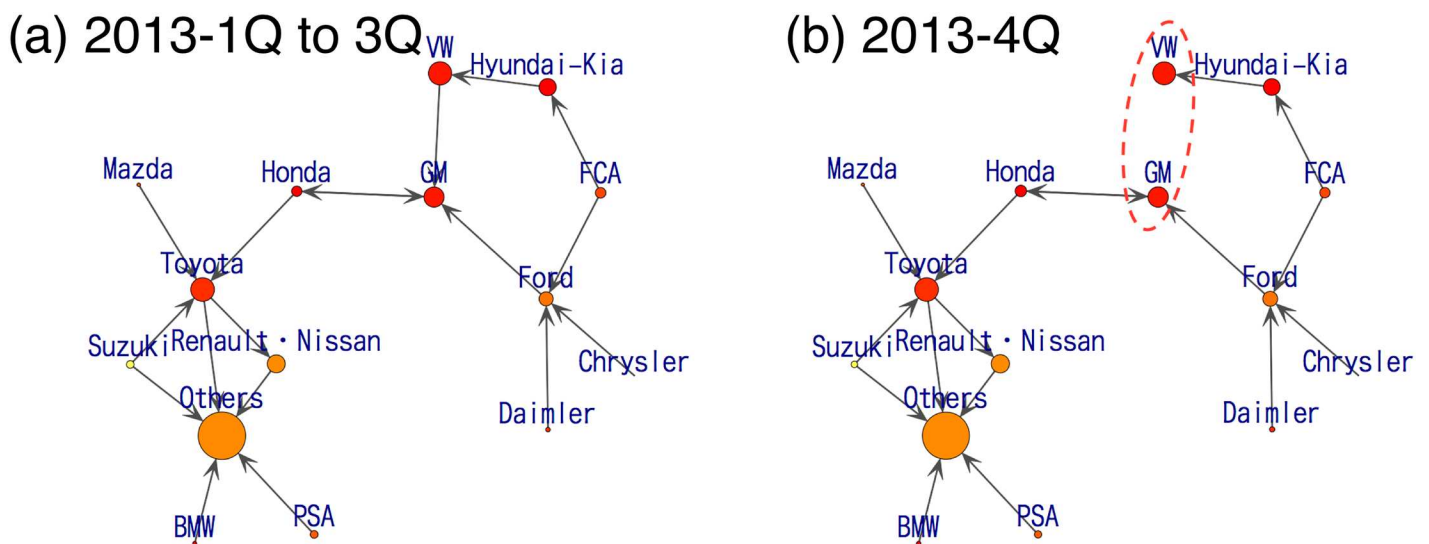 (a) 2013-1Q to 3Q
VW
Hyundai-Kia
Mazda
Honda
GM
FCA
Toyota
Ford
Suzuki
Renault・Nissan
Chrysler
Others
Daimler
BMW
PSA
(b) 2013-4Q
VW
Hyundai-Kia
Mazda
Honda
GM
FCA
Toyota
Ford
Suzuki
Renault・Nissan
Chrysler
Others
Daimler
BMW
PSA